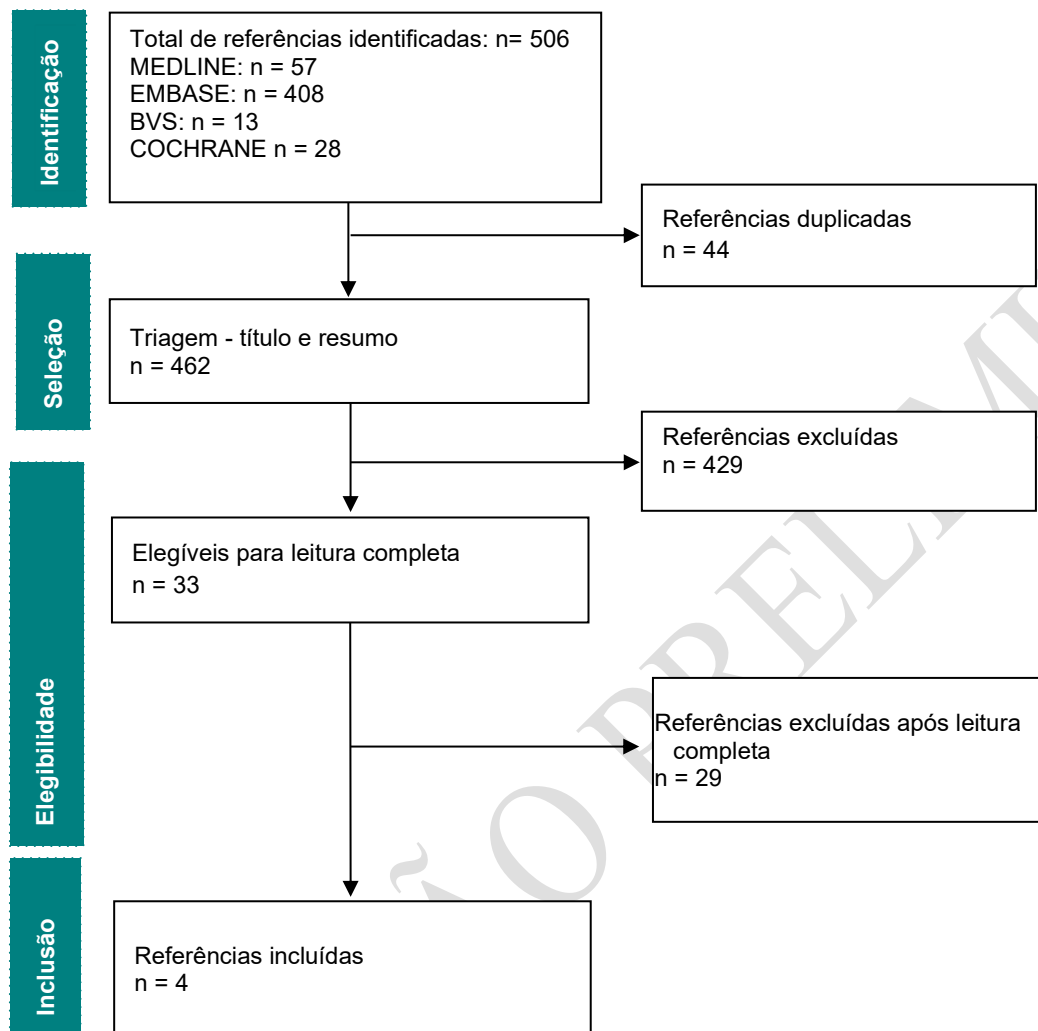 Identificação
Total de referências identificadas: n= 506
MEDLINE: n = 57
EMBASE: n = 408
BVS: n = 13
COCHRANE n = 28
Referências duplicadas
n = 44
Seleção
Triagem - título e resumo
n = 462
Referências excluídas
n = 429
Elegibilidade
Elegíveis para leitura completa
n = 33
Referências excluídas após leitura
completa
n = 29
Inclusão
Referências incluídas
n = 4
ÃO PRELIMI